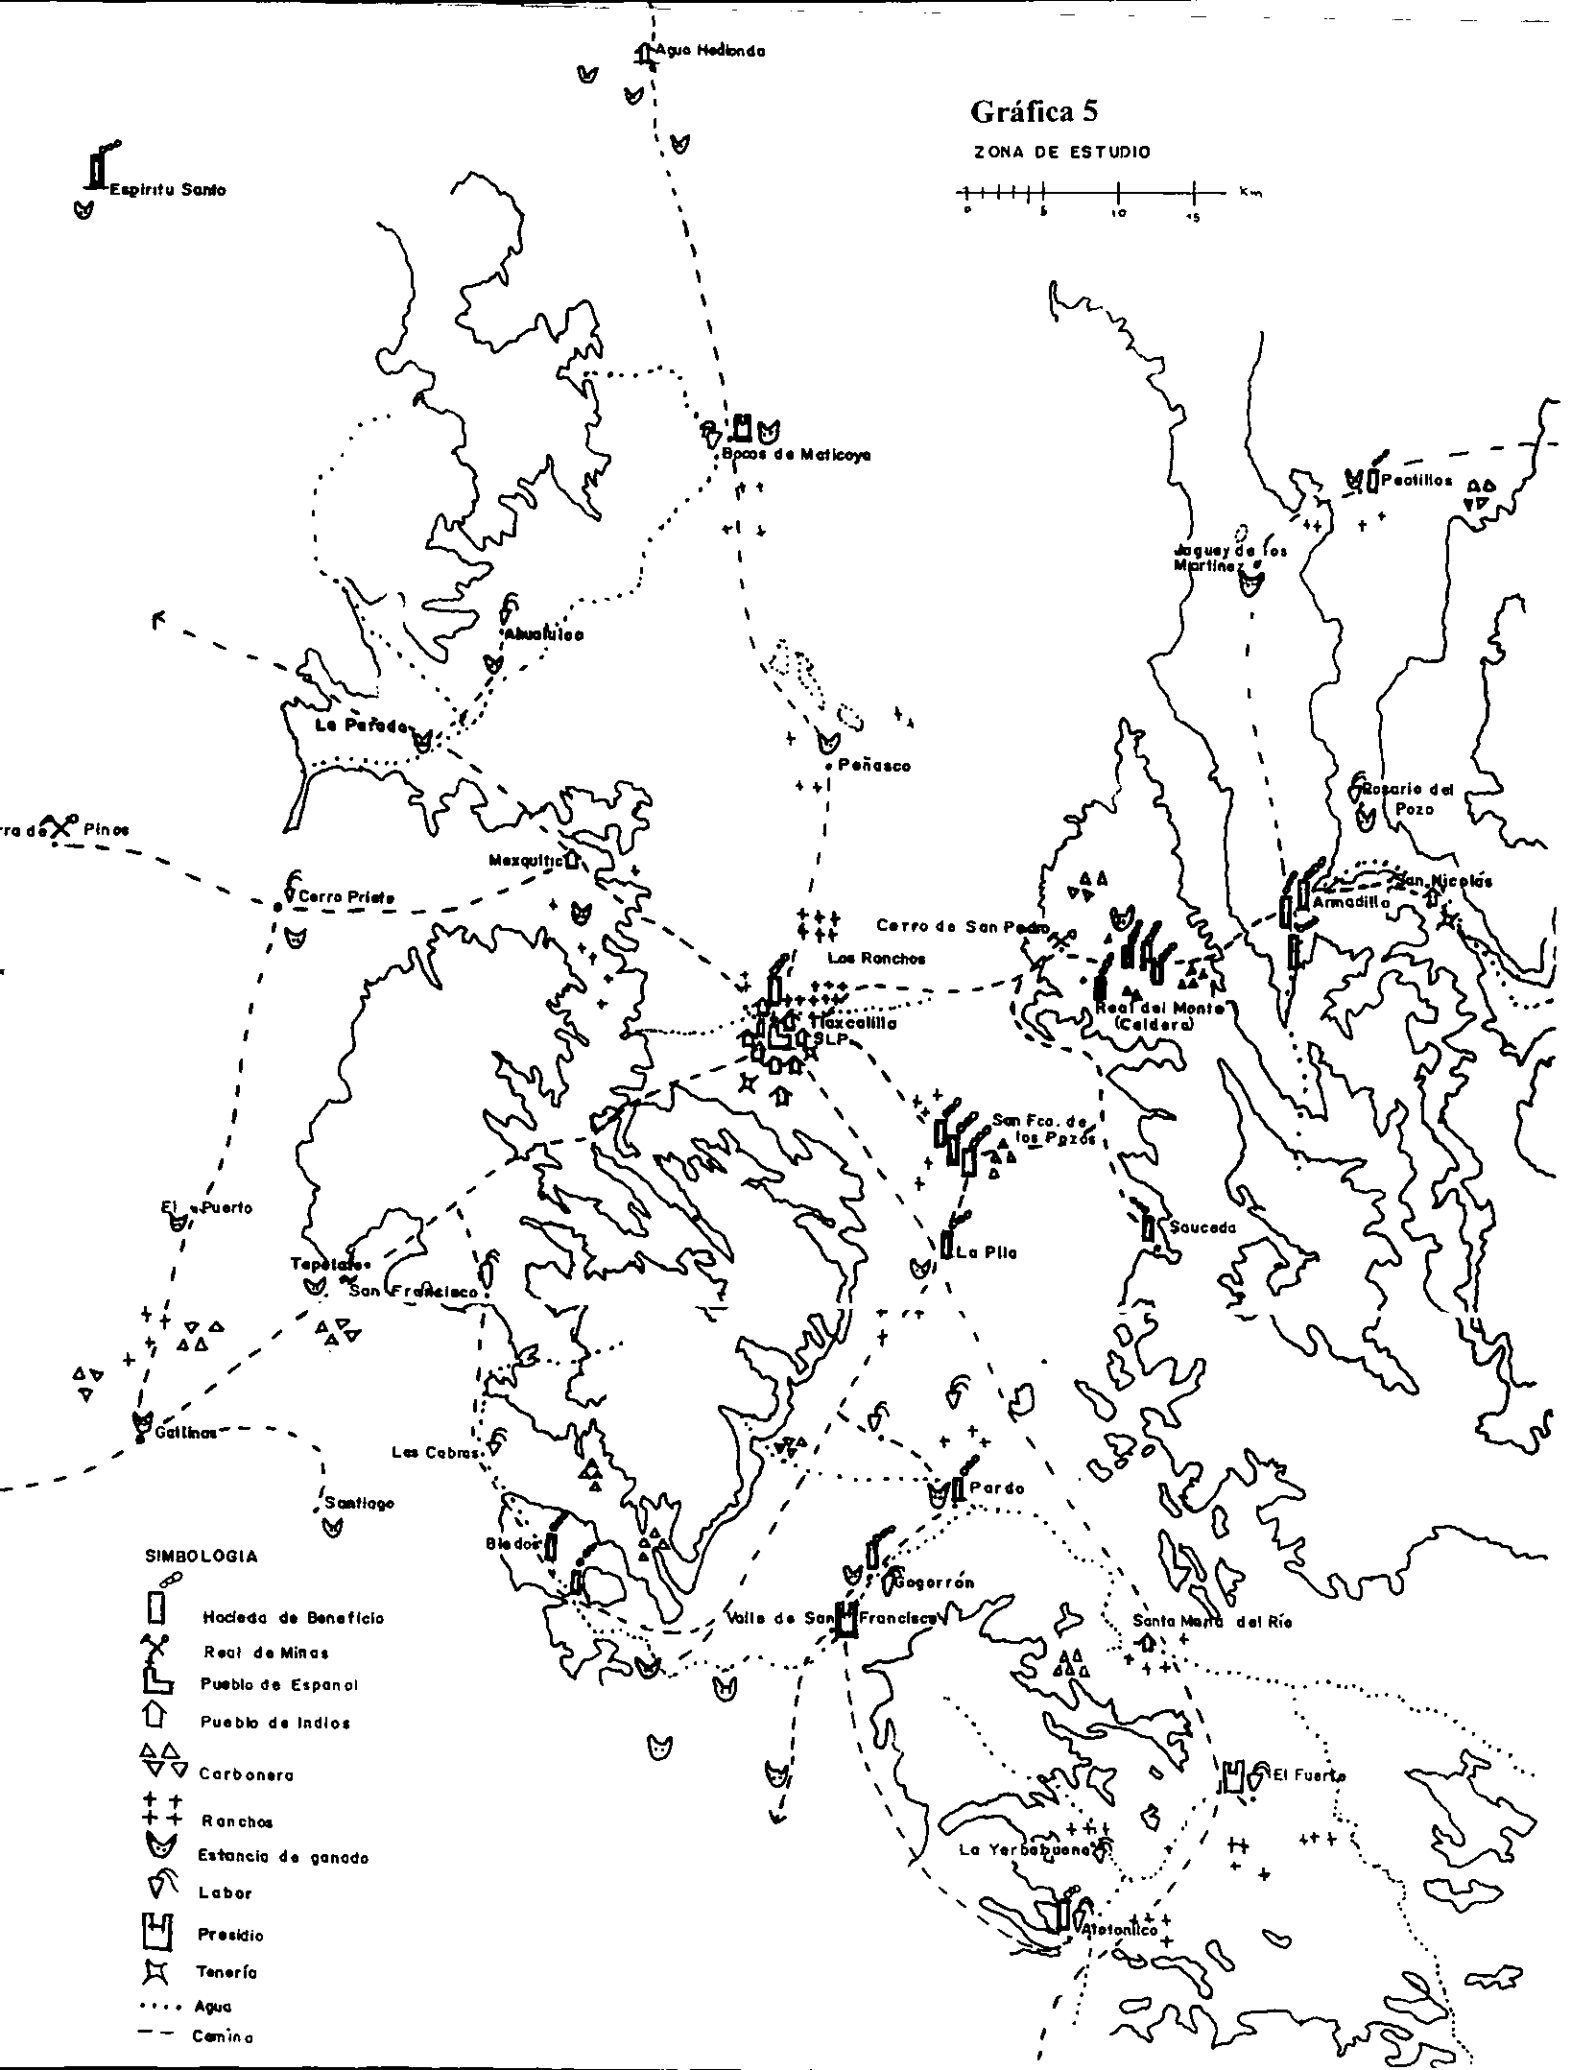 Agua Hedionda
Gráfica 5
ZONA DE ESTUDIO
Km
0 5 10 15
Espiritu Santo
Bocas de Maticoya
Peotillos
Jaguey de los
Martinez
Ahualulco
La Parada
Peñasco
Rosario del
Pozo
rra de Pinos
Mexquitic
Cerro Prieto
San Nicolás
Armadillo
Cerro de San Pedro
Los Ranchos
Real del Monte
(Caldera)
Tlaxcalilla
SLP
San Fco. de
los Pozos
El Puerto
Sauceda
La Pila
Tepetates
San Francisco
Gallinas
Las Cabras
Pardo
Santiago
Bledos
SIMBOLOGIA
Gogorrón
Hacieda de Beneficio
Valle de San Francisco
Santa María del Río
Real de Minas
Pueblo de Espanol
Pueblo de Indios
Carbonera
El Fuerte
Ranchos
La Yerbabuena
Estancia de ganado
Labor
Atotonilco
Presidio
Tenería
Agua
Camino